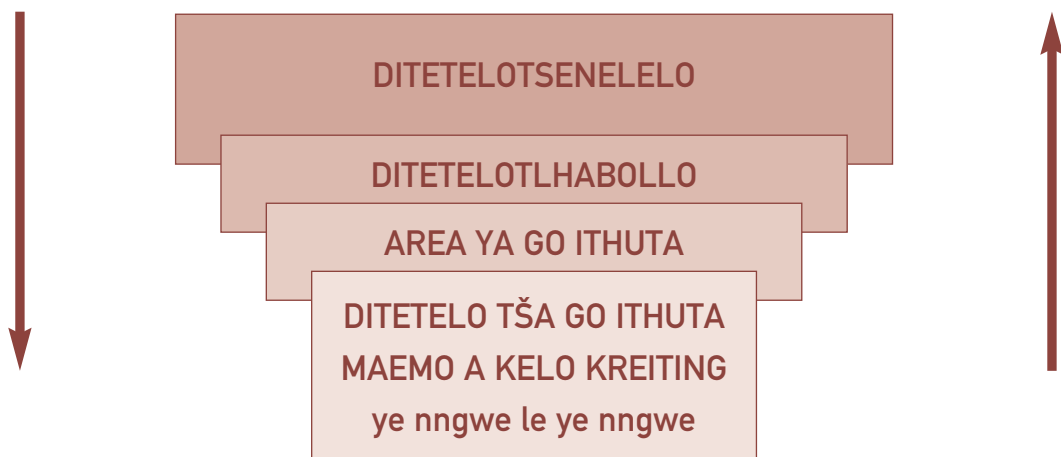 DITETELOTSENELELO
DITETELOTLHABOLLO
AREA YA GO ITHUTA
DITETELO TŠA GO ITHUTA
MAEMO A KELO KREITING
ye nngwe le ye nngwe